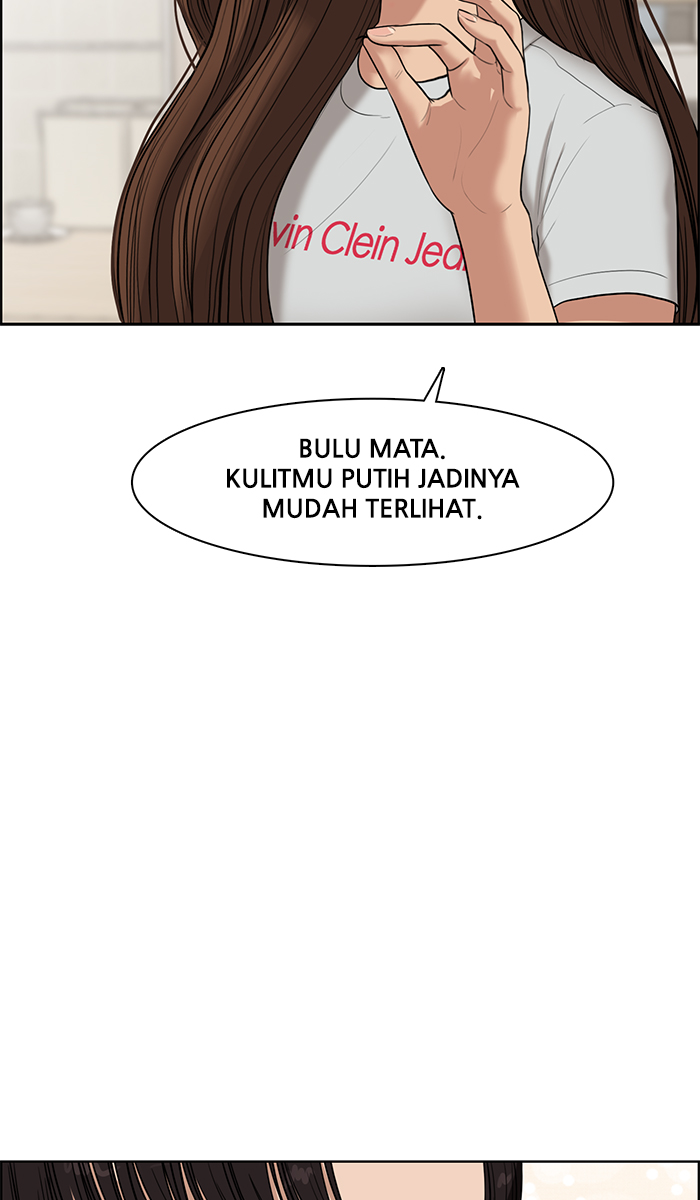 vin Clein Jea
BULU MATA.
KULITMU PUTIH JADINYA
MUDAH TERLIHAT.